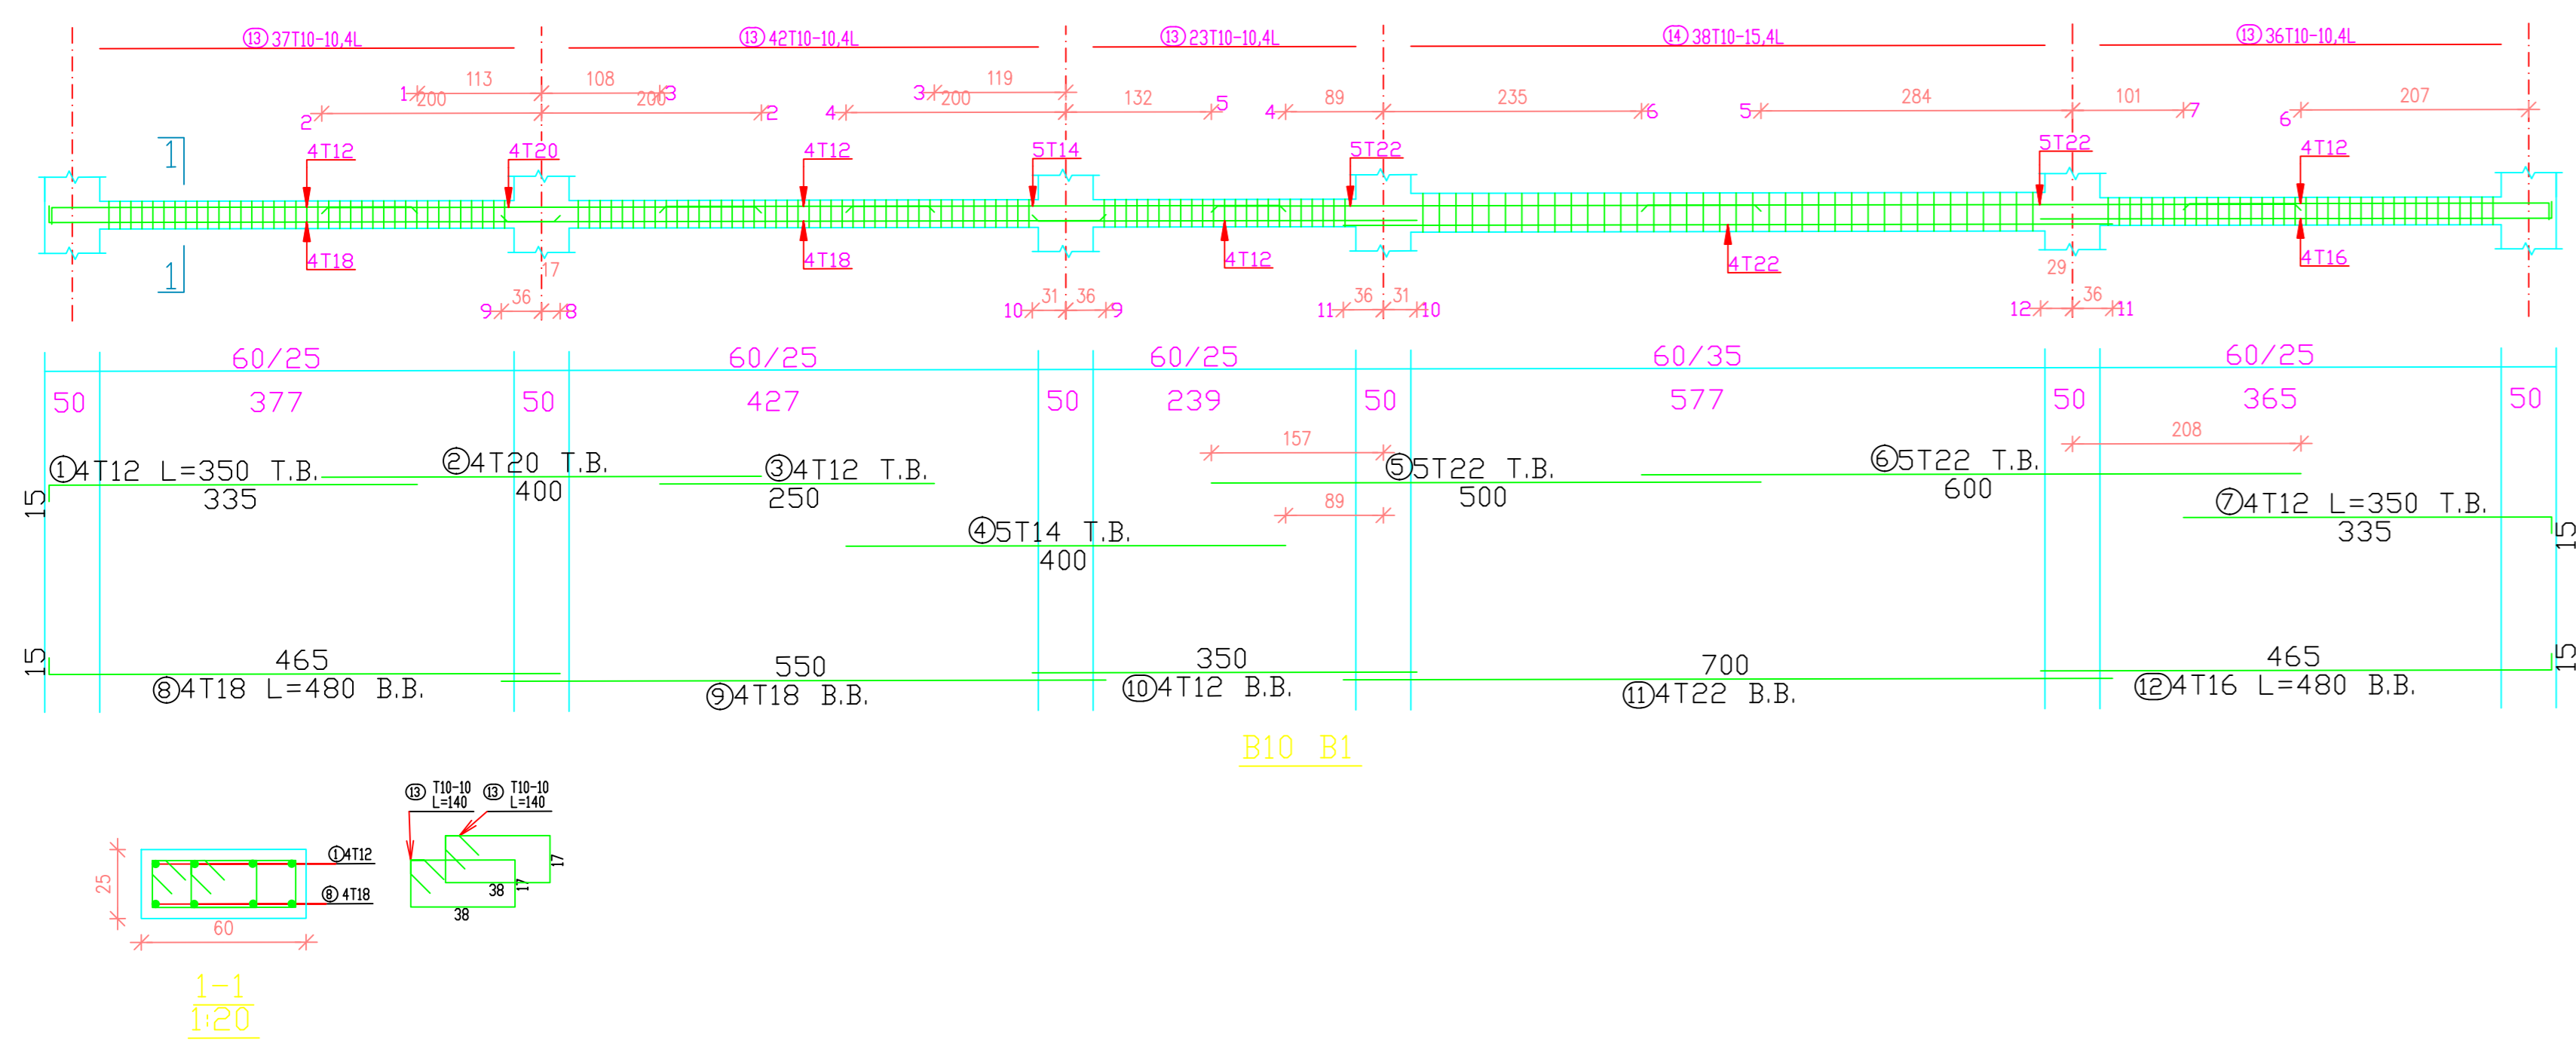 ⑬ 37T10-10,4L ⑬ 42T10-10,4L ⑬ 23T10-10,4L ⑭ 38T10-15,4L ⑬ 36T10-10,4L
113 108 119
1 3 3
200 200 200 132 89 235 284 101 207
2 2 4 5 4 6 5 7 6
1 4T12 4T20 4T12 5T14 5T22 5T22 4T12
1 4T18 4T18 4T12 4T22 4T16
17 29
36 31 36 36 31 36
9 8 10 9 11 10 12 11
60/25 60/25 60/25 60/35 60/25
50 377 50 427 50 239 50 577 50 365 50
157 208
①4T12 L=350 T.B. ②4T20 T.B. ③4T12 T.B. ⑤5T22 T.B. ⑥5T22 T.B.
15 335 400 250 500 600
89 ⑦4T12 L=350 T.B.
④5T14 T.B. 335 15
400
15 465 550 350 700 465 15
⑧4T18 L=480 B.B. ⑨4T18 B.B. ⑩4T12 B.B. ⑪4T22 B.B. ⑫4T16 L=480 B.B.
B10 B1
⑬ T10-10 ⑬ T10-10
L=140 L=140
①4T12
25 17
⑧ 4T18 38 17
38
60
1-1
1:20